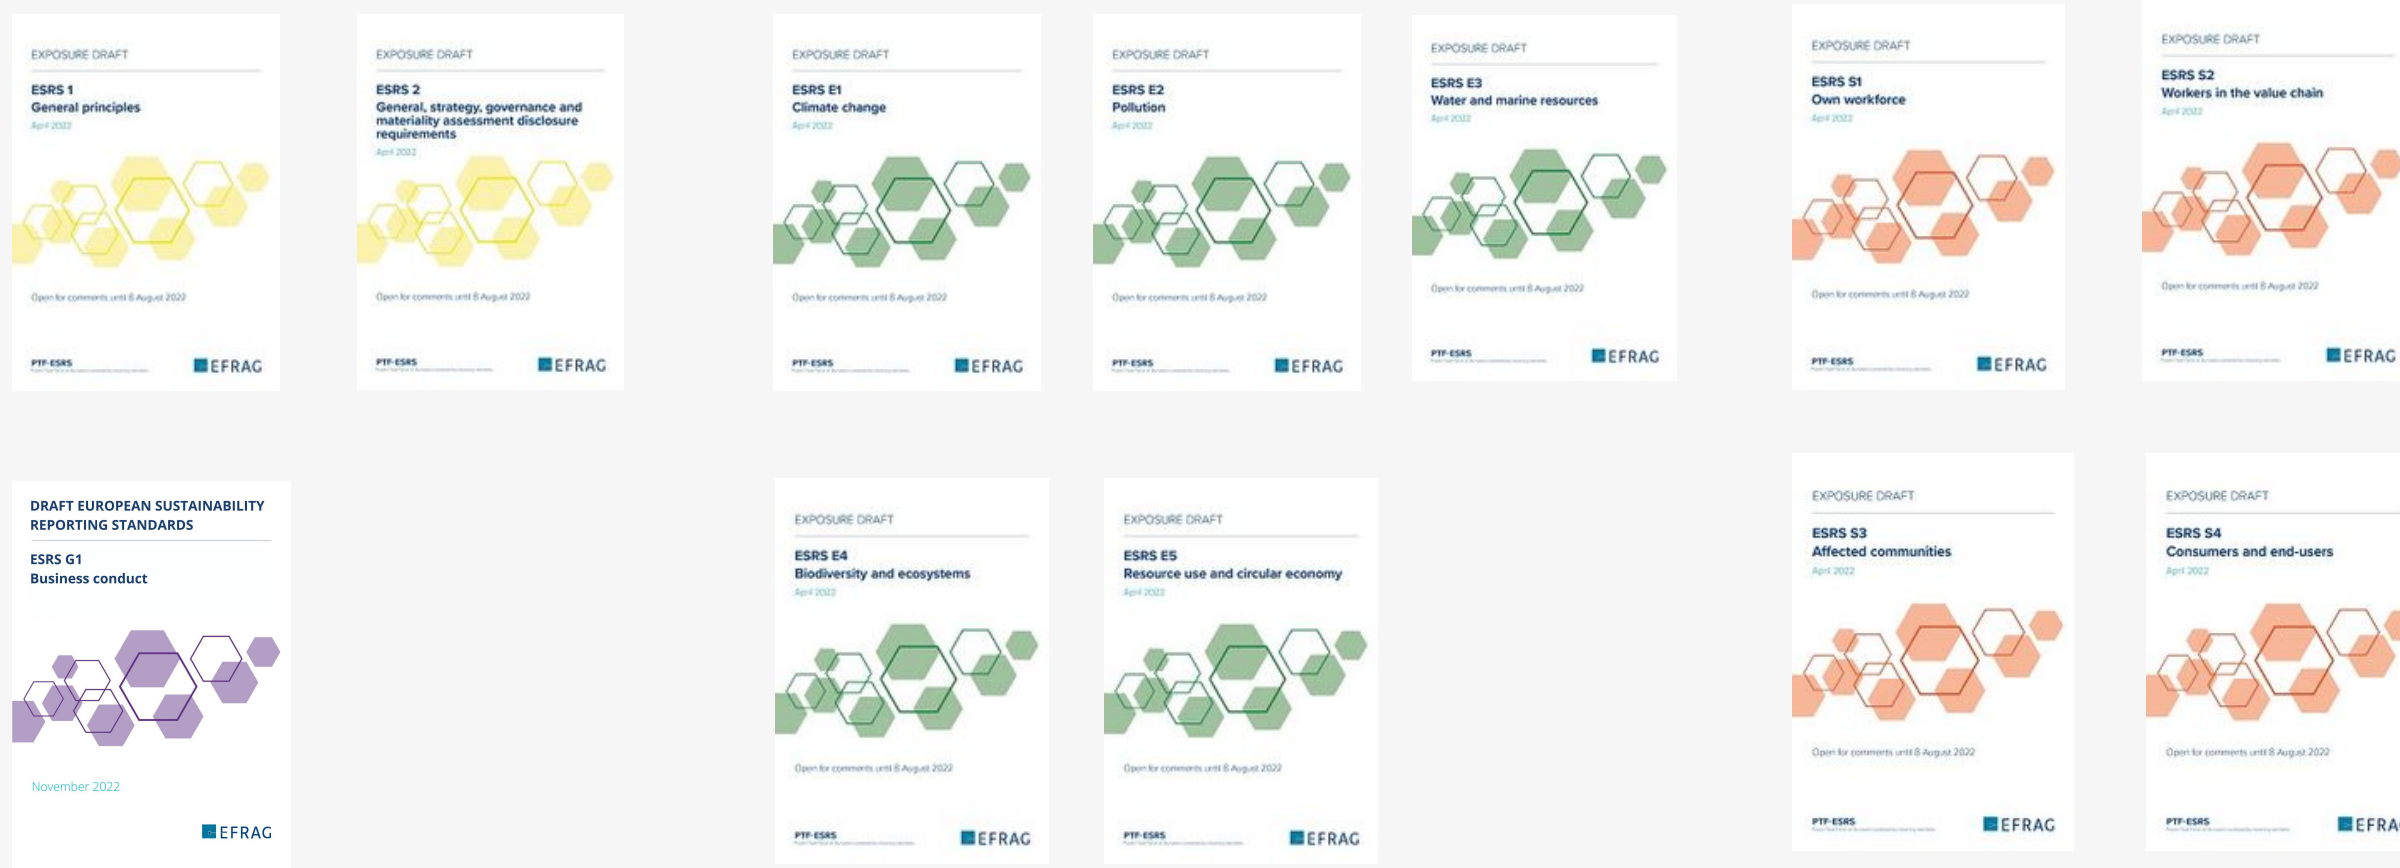 EXPOSURE DRAFT
ESRS 1
General principles
April 2022
Open for comments until 8 August 2022
PTF-ESRS
EFRAG
EXPOSURE DRAFT
ESRS 2
General, strategy, governance and
materiality assessment disclosure
requirements
April 2022
Open for comments until 8 August 2022
PTF-ESRS
EFRAG
EXPOSURE DRAFT
ESRS E1
Climate change
April 2022
Open for comments until 8 August 2022
PTF-ESRS
EFRAG
EXPOSURE DRAFT
ESRS E2
Pollution
April 2022
Open for comments until 8 August 2022
PTF-ESRS
EFRAG
EXPOSURE DRAFT
ESRS E3
Water and marine resources
April 2022
Open for comments until 8 August 2022
PTF-ESRS
EFRAG
EXPOSURE DRAFT
ESRS S1
Own workforce
April 2022
Open for comments until 8 August 2022
PTF-ESRS
EFRAG
EXPOSURE DRAFT
ESRS S2
Workers in the value chain
April 2022
Open for comments until 8 August 2022
PTF-ESRS
EFRAG
DRAFT EUROPEAN SUSTAINABILITY
REPORTING STANDARDS
ESRS G1
Business conduct
November 2022
EFRAG
EXPOSURE DRAFT
ESRS E4
Biodiversity and ecosystems
April 2022
Open for comments until 8 August 2022
PTF-ESRS
EFRAG
EXPOSURE DRAFT
ESRS E5
Resource use and circular economy
April 2022
Open for comments until 8 August 2022
PTF-ESRS
EFRAG
EXPOSURE DRAFT
ESRS S3
Affected communities
April 2022
Open for comments until 8 August 2022
PTF-ESRS
EFRAG
EXPOSURE DRAFT
ESRS S4
Consumers and end-users
April 2022
Open for comments until 8 August 2022
PTF-ESRS